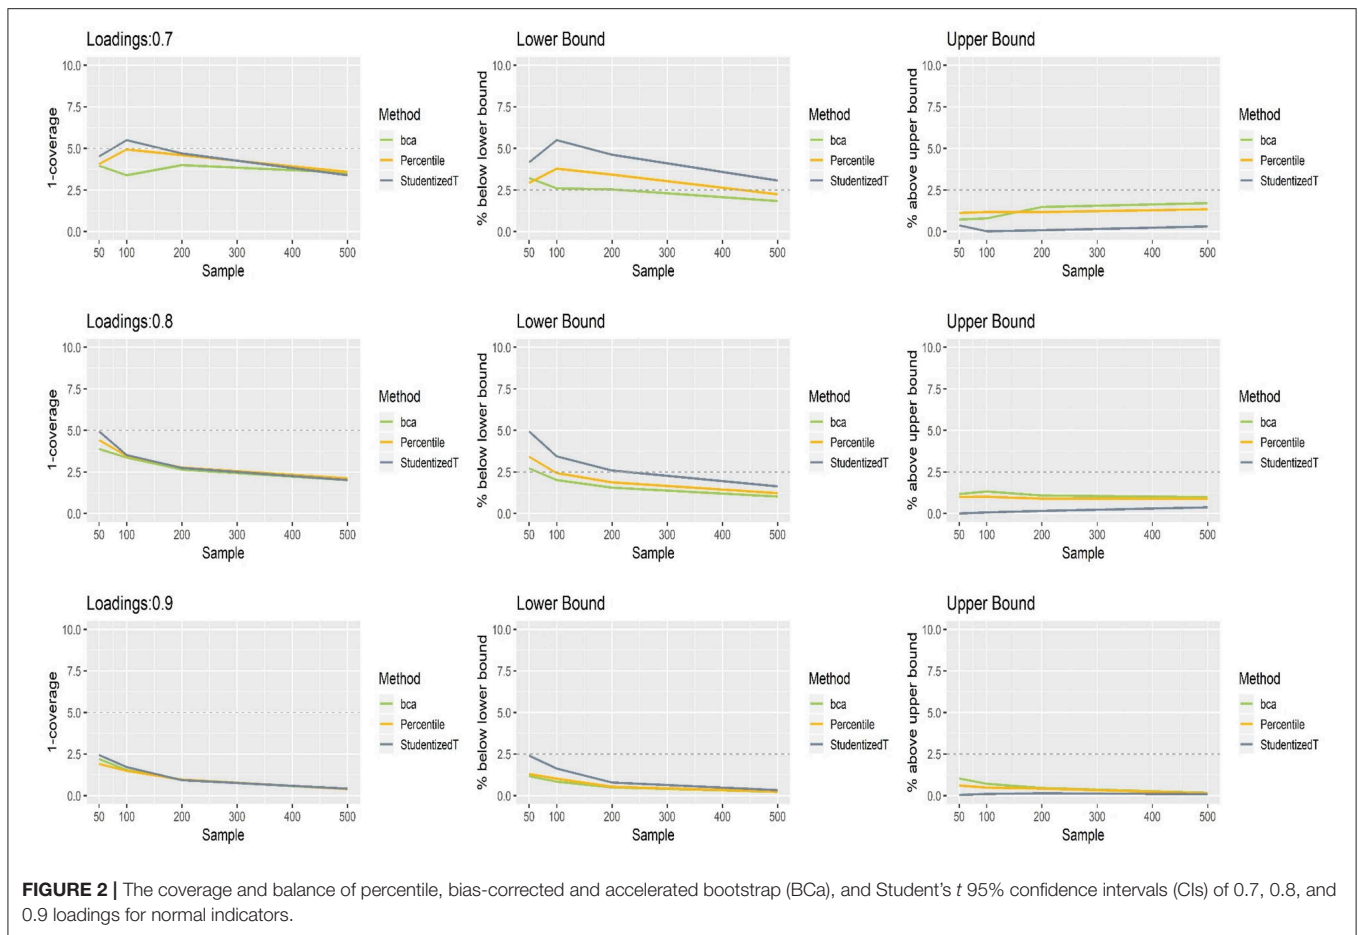 Loadings:0.7
10.0
7.5
5.0
2.5
0.0
1-coverage
50 100 200 300 400 500
Sample
Method
bca
Percentile
StudentizedT
Lower Bound
10.0
7.5
5.0
2.5
0.0
% below lower bound
50 100 200 300 400 500
Sample
Method
bca
Percentile
StudentizedT
Upper Bound
10.0
7.5
5.0
2.5
0.0
% above upper bound
50 100 200 300 400 500
Sample
Method
bca
Percentile
StudentizedT
Loadings:0.8
10.0
7.5
5.0
2.5
0.0
1-coverage
50 100 200 300 400 500
Sample
Method
bca
Percentile
StudentizedT
Lower Bound
10.0
7.5
5.0
2.5
0.0
% below lower bound
50 100 200 300 400 500
Sample
Method
bca
Percentile
StudentizedT
Upper Bound
10.0
7.5
5.0
2.5
0.0
% above upper bound
50 100 200 300 400 500
Sample
Method
bca
Percentile
StudentizedT
Loadings:0.9
10.0
7.5
5.0
2.5
0.0
1-coverage
50 100 200 300 400 500
Sample
Method
bca
Percentile
StudentizedT
Lower Bound
10.0
7.5
5.0
2.5
0.0
% below lower bound
50 100 200 300 400 500
Sample
Method
bca
Percentile
StudentizedT
Upper Bound
10.0
7.5
5.0
2.5
0.0
% above upper bound
50 100 200 300 400 500
Sample
Method
bca
Percentile
StudentizedT
FIGURE 2 | The coverage and balance of percentile, bias-corrected and accelerated bootstrap (BCa), and Student's t 95% confidence intervals (CIs) of 0.7, 0.8, and
0.9 loadings for normal indicators.